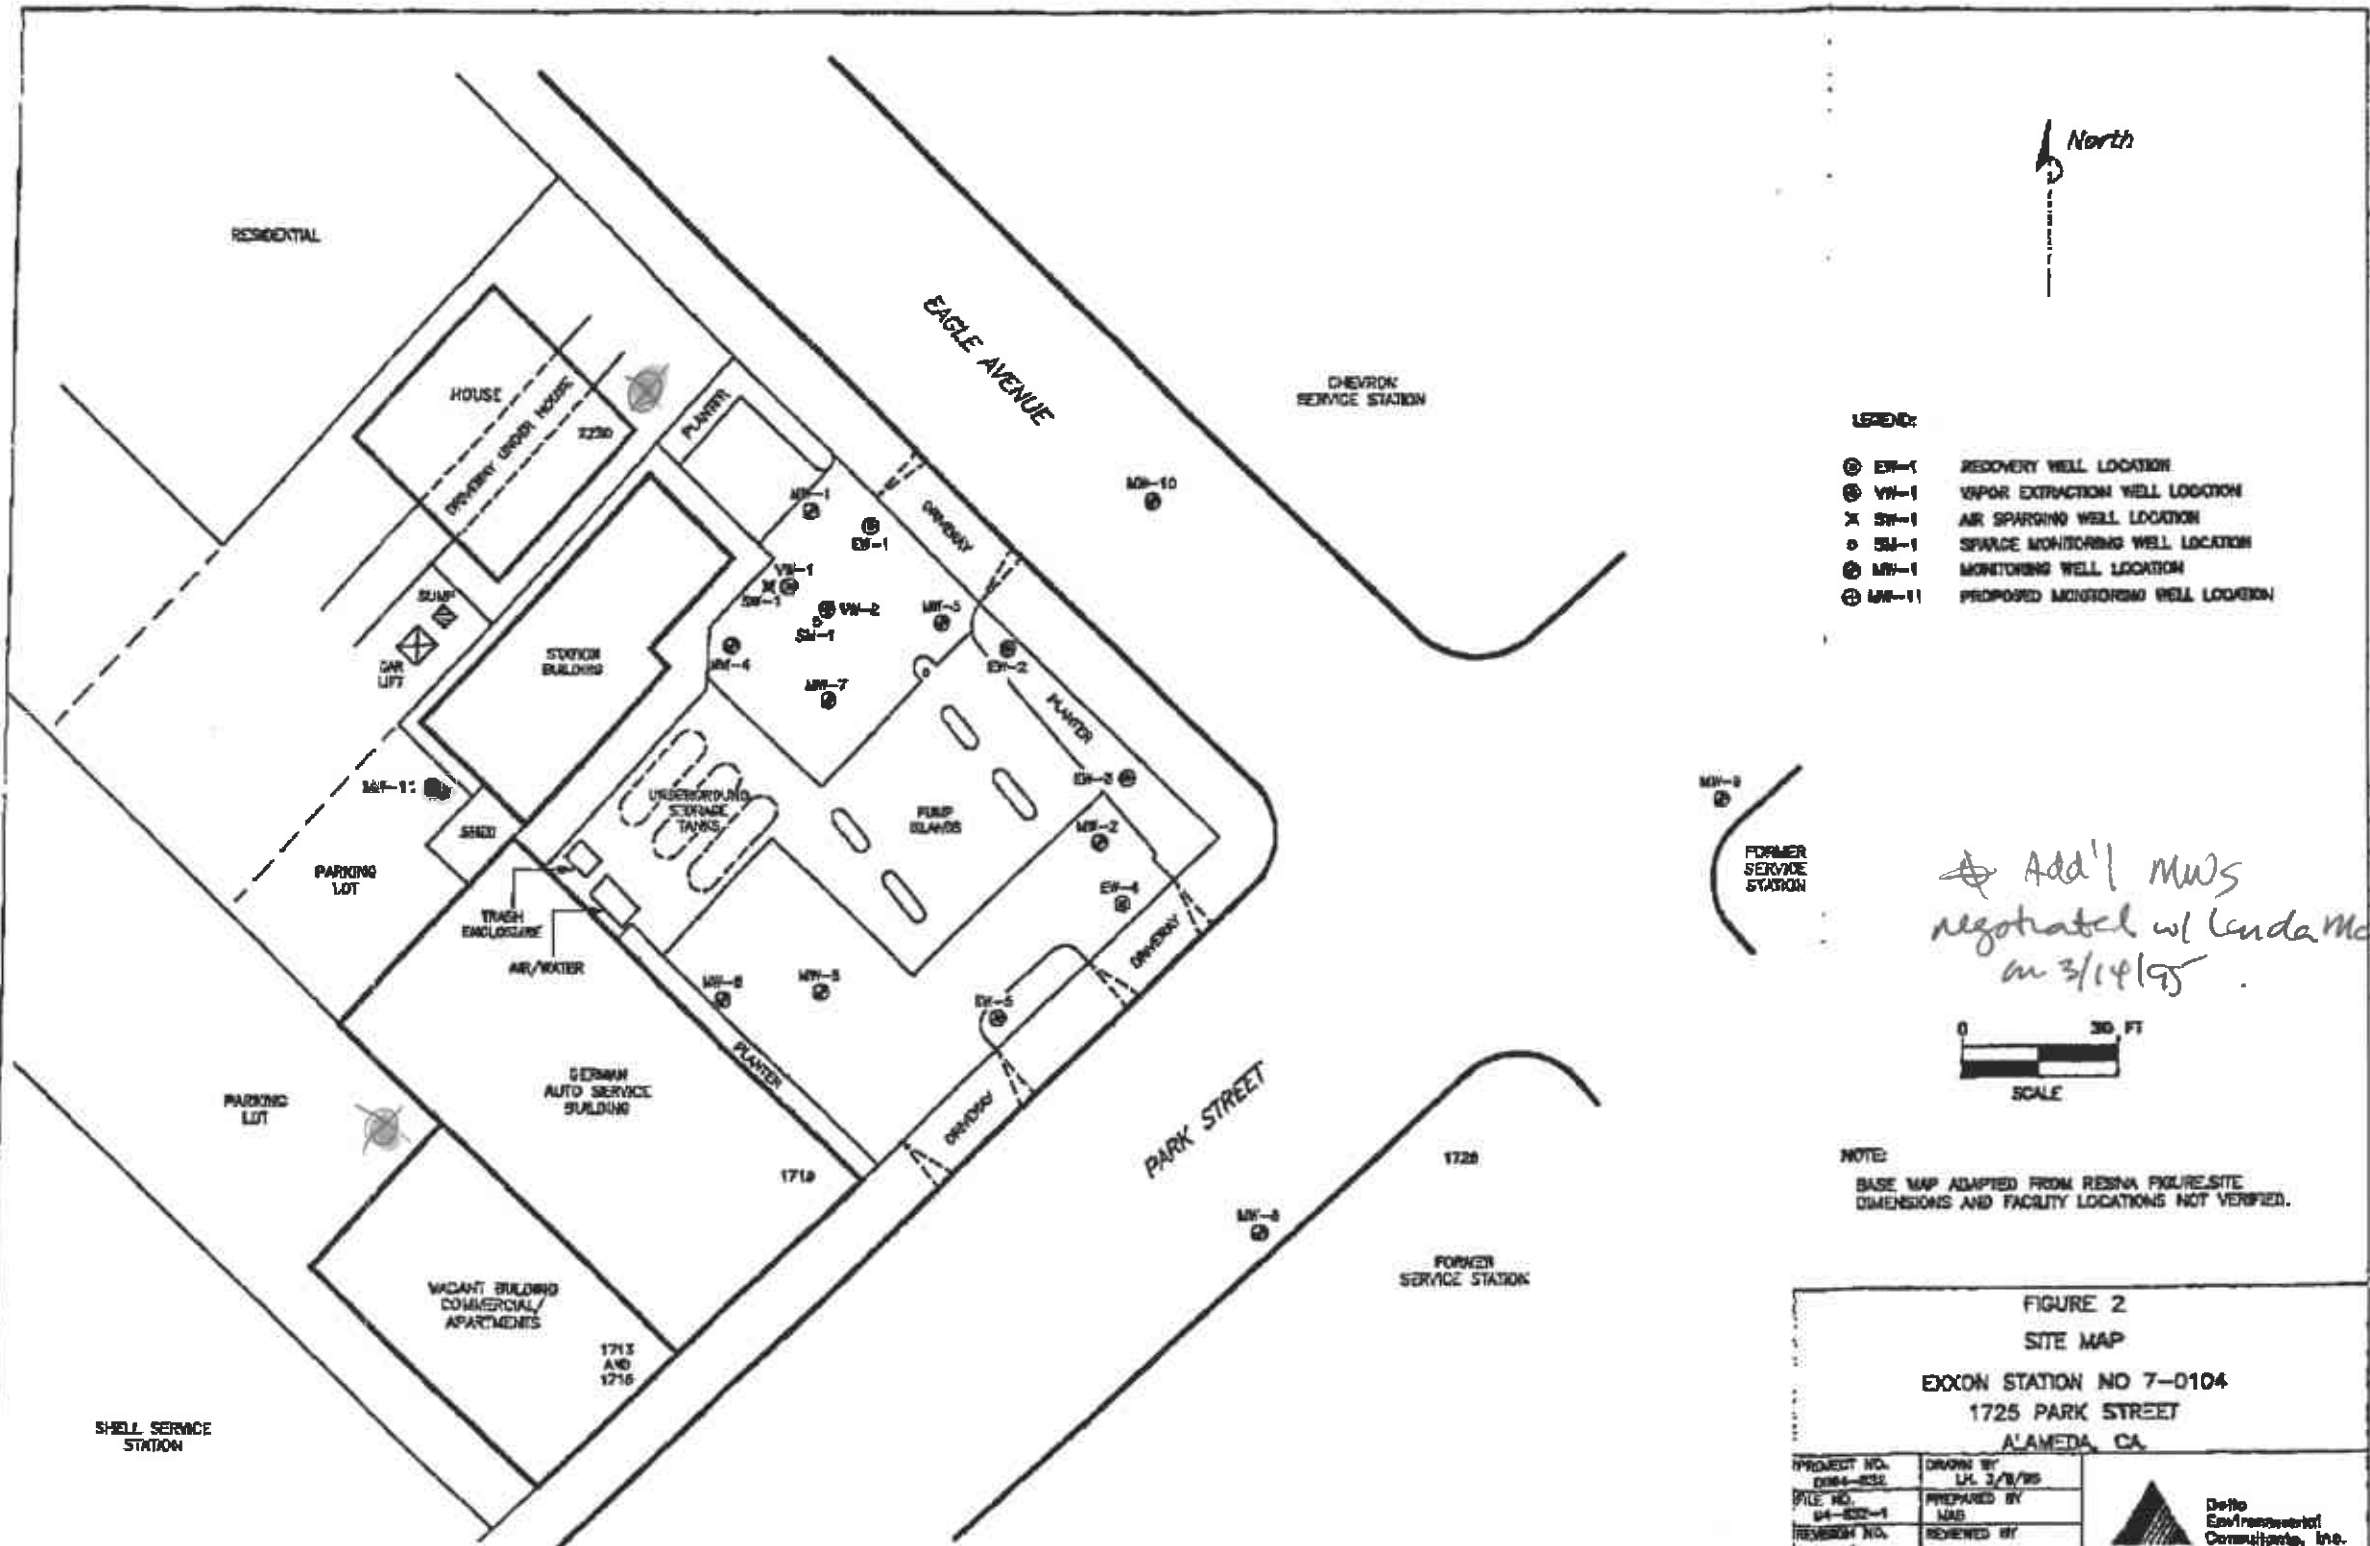 North
RESIDENTIAL
EAGLE AVENUE
CHEVRON
SERVICE STATION
HOUSE
DRIVEWAY UNDER HOUSE
PLANTER
LEGEND:
EW-1 RECOVERY WELL LOCATION
VW-1 VAPOR EXTRACTION WELL LOCATION
SW-1 AIR SPARGING WELL LOCATION
SM-1 SPARGE MONITORING WELL LOCATION
MW-1 MONITORING WELL LOCATION
MW-11 PROPOSED MONITORING WELL LOCATION
MW-10
MW-1
EW-1
DRIVEWAY
VW-1
SW-1
VW-2
SM-1
MW-4
EW-2
MW-7
SUMP
CAR
LIFT
STATION
BUILDING
PLANTER
MW-11
UNDERGROUND
STORAGE
TANKS
PUMP
ISLANDS
EW-3
MW-2
EW-4
MW-9
SHED
PARKING
LOT
TRASH
ENCLOSURE
AIR/WATER
DRIVEWAY
FORMER
SERVICE
STATION
Add'l MWs
negotiated w/
on 3/14/95.
EW-5
PLANTER
0 30 FT
SCALE
GERMAN
AUTO SERVICE
BUILDING
PARKING
LOT
DRIVEWAY
PARK STREET
1726
NOTE:
BASE MAP ADAPTED FROM RESNA FIGURE.SITE
DIMENSIONS AND FACILITY LOCATIONS NOT VERIFIED.
MW-8
FORMER
SERVICE STATION
VACANT BUILDING
COMMERCIAL/
APARTMENTS
1713
AND
SHELL SERVICE
STATION
FIGURE 2
SITE MAP
EXXON STATION NO 7-0104
1725 PARK STREET
ALAMEDA, CA
PROJECT NO.
DRAWN BY
FILE NO.
PREPARED BY
REVISION NO.
REVIEWED BY
Delta
Environmental
Consultants, Inc.